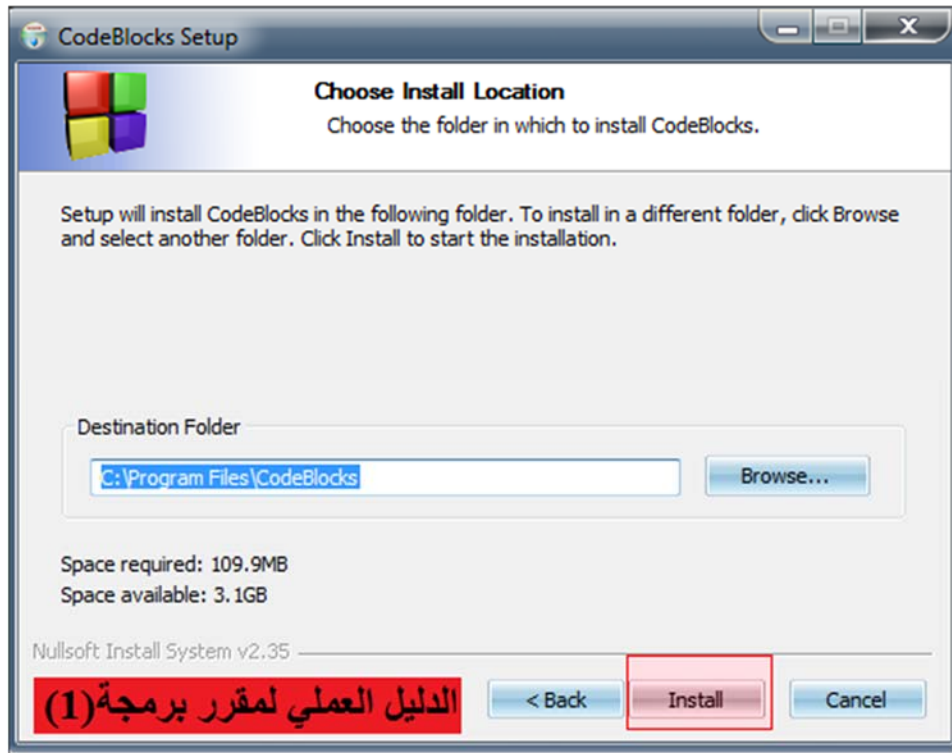 CodeBlocks Setup
Choose Install Location
Choose the folder in which to install CodeBlocks.
Setup will install CodeBlocks in the following folder. To install in a different folder, click Browse
and select another folder. Click Install to start the installation.
Destination Folder
C:\Program Files\CodeBlocks
Browse...
Space required: 109.9MB
Space available: 3.1GB
Nullsoft Install System v2.35
الدليل العملي لمقرر برمجة(1)
< Back
Install
Cancel